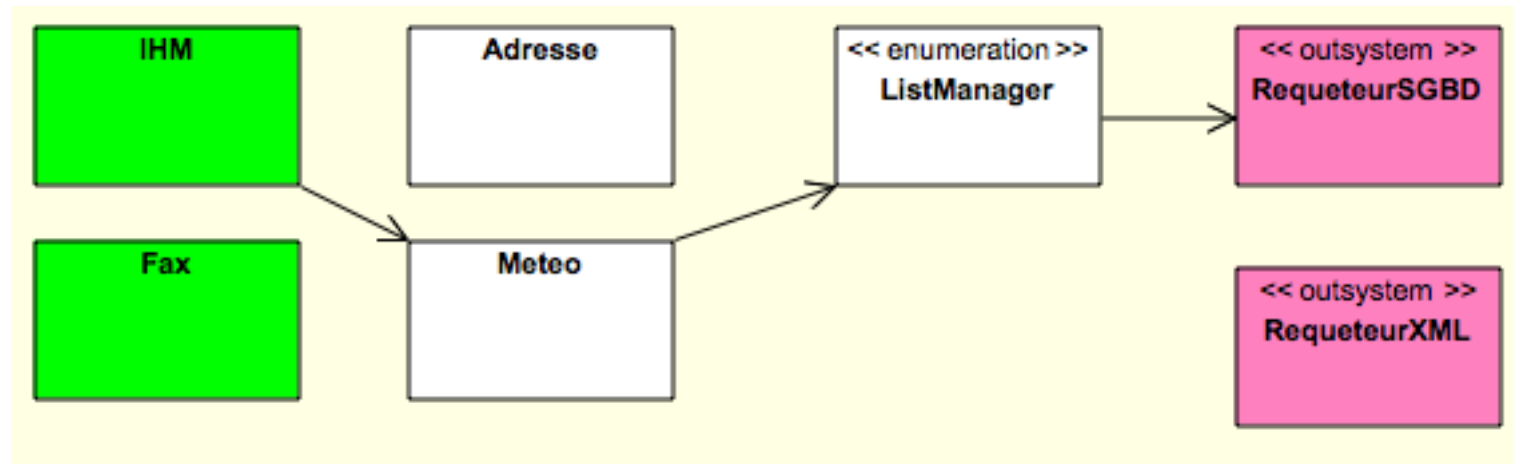 IHM
Adresse
<< enumeration >>
ListManager
<< outsystem >>
RequeteurSGBD
Fax
Meteo
<< outsystem >>
RequeteurXML